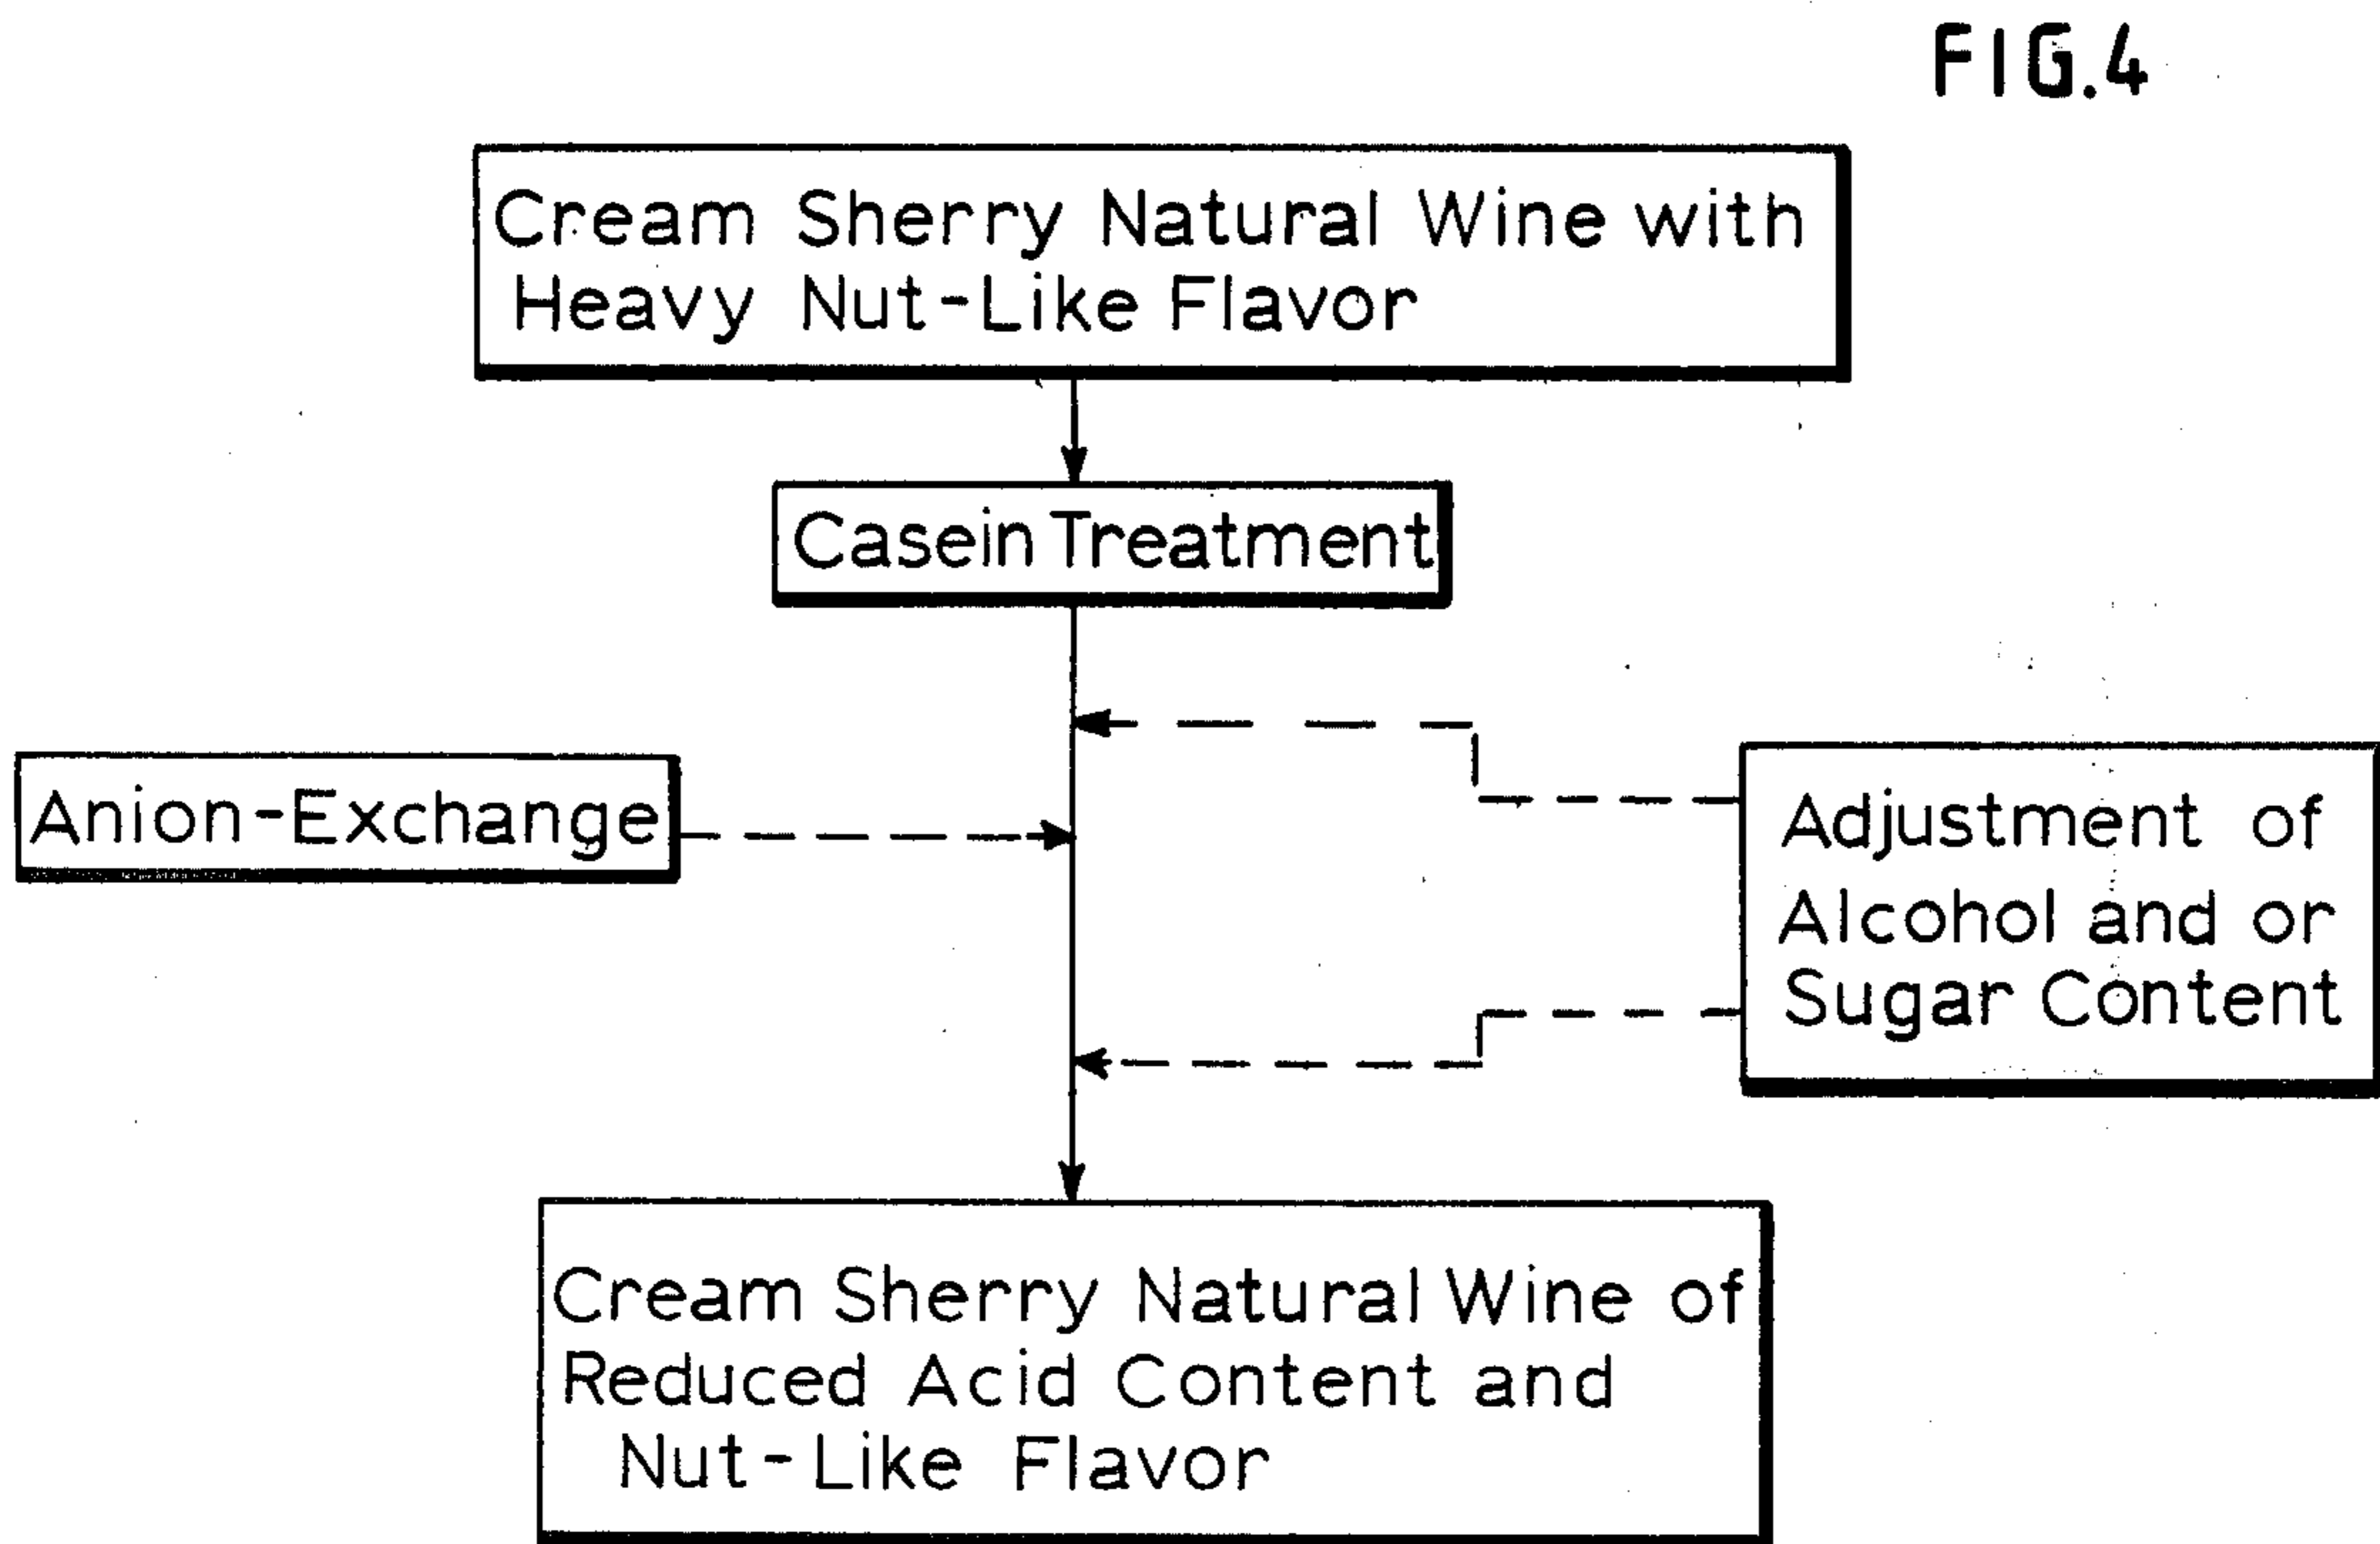 FIG.4
Cream Sherry Natural Wine with
Heavy Nut-Like Flavor
Casein Treatment
Anion-Exchange
Adjustment of
Alcohol and or
Sugar Content
Cream Sherry Natural Wine of
Reduced Acid Content and
Nut-Like Flavor